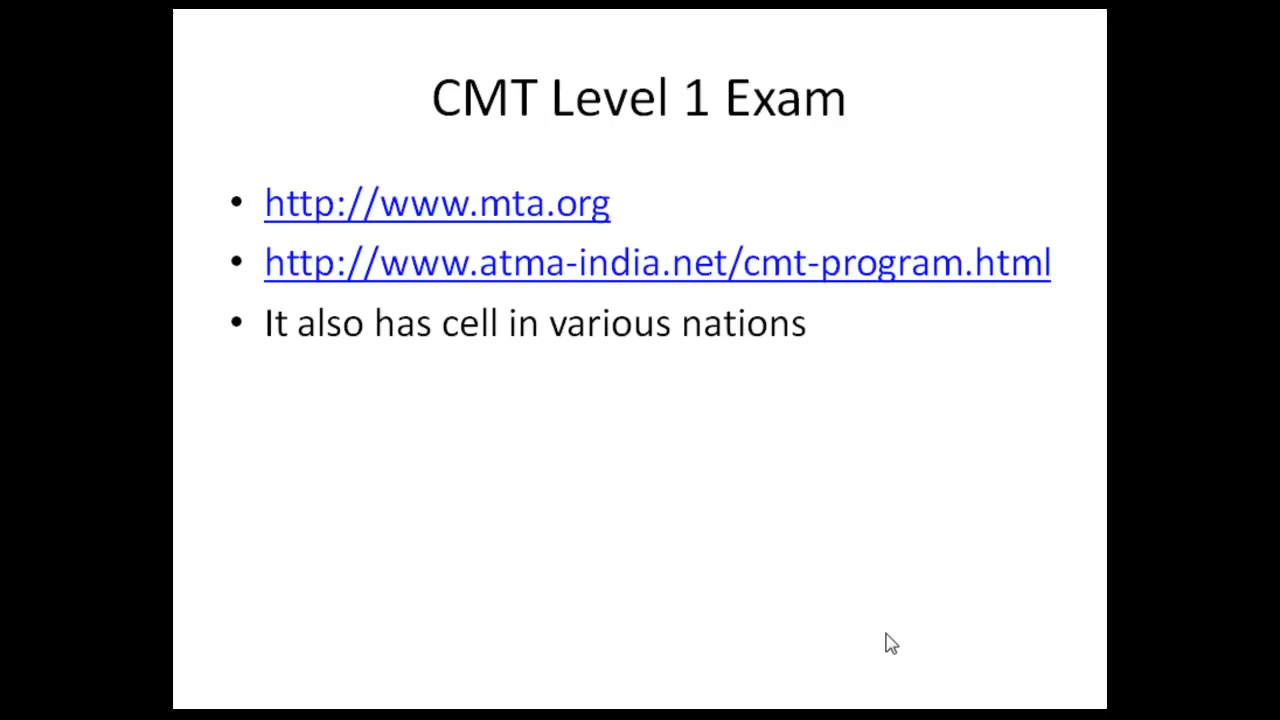 CMT Level 1 Exam
• http://www.mta.org
• http://www.atma-india.net/cmt-program.html
• It also has cell in various nations